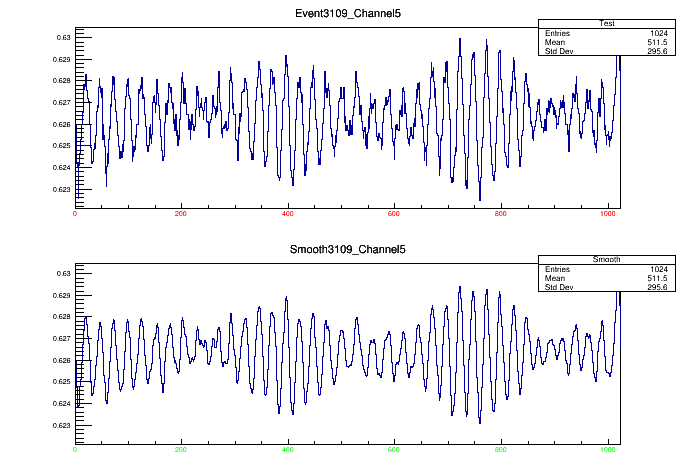 Event3109_Channel5
Test
Entries 1024
Mean 511.5
Std Dev 295.6
0.63
0.629
0.628
0.627
0.626
0.625
0.624
0.623
0 200 400 600 800 1000
Smooth3109_Channel5
Smooth
Entries 1024
Mean 511.5
Std Dev 295.6
0.63
0.629
0.628
0.627
0.626
0.625
0.624
0.623
0 200 400 600 800 1000